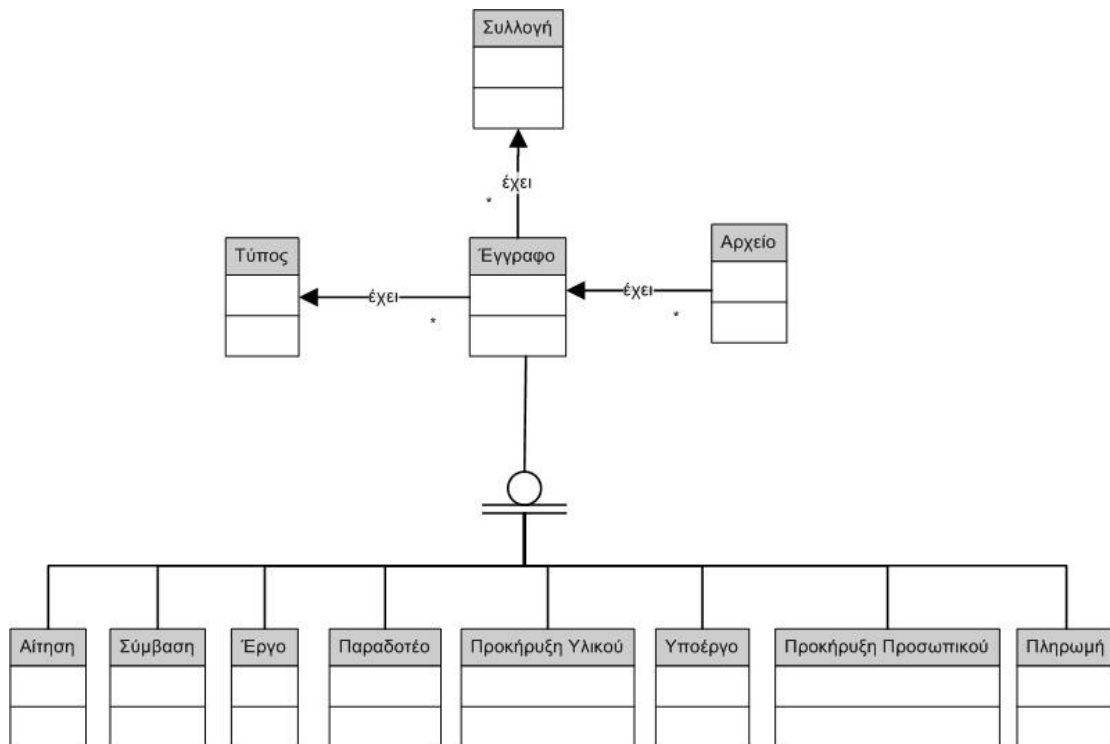 Συλλογή
έχει
*
Τύπος
Έγγραφο
Αρχείο
έχει
*
έχει
*
Αίτηση
Σύμβαση
Έργο
Παραδοτέο
Προκήρυξη Υλικού
Υποέργο
Προκήρυξη Προσωπικού
Πληρωμή